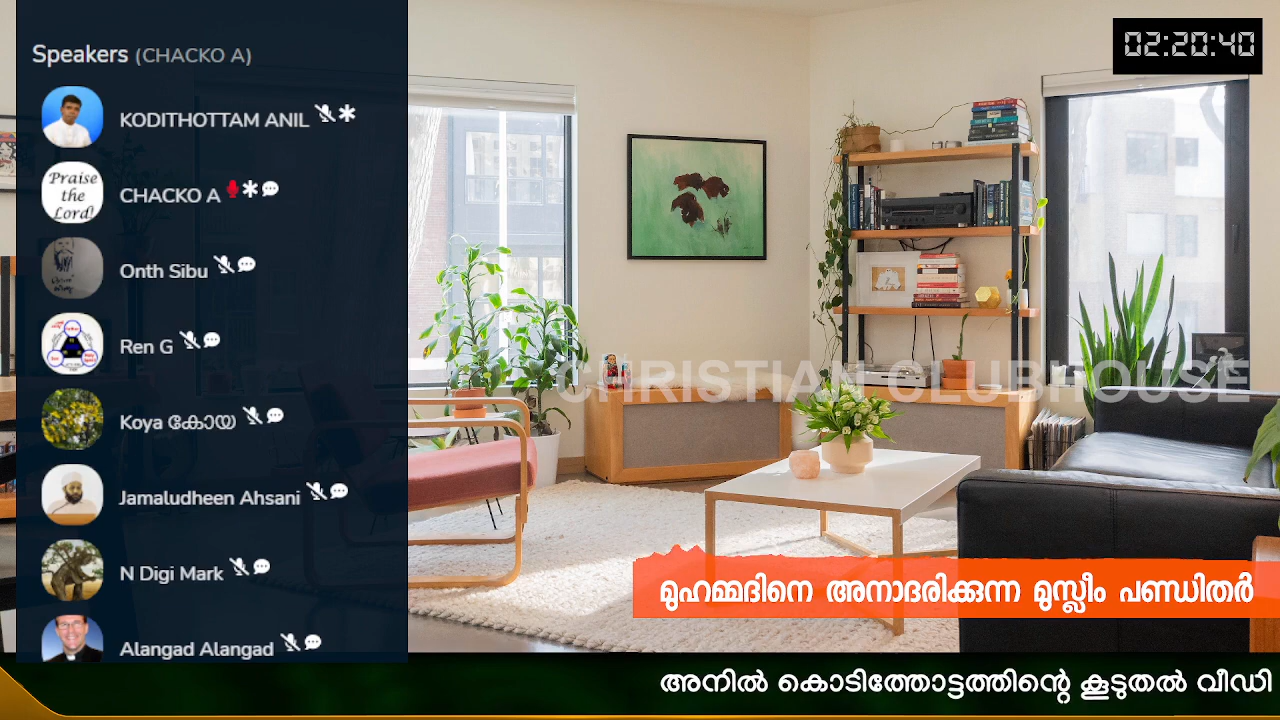 Speakers (CHACKO A)
02:20:40
KODITHOTTAM ANIL
Praise
the
Lord!
CHACKO A
Onth Sibu
Ren G
Koya കോയ
Jamaludheen Ahsani
N Digi Mark
Alangad Alangad
CHRISTIAN CLUBHOUSE
മുഹമ്മദിനെ അനാദരിക്കുന്ന മുസ്ലീം പണ്ഡിതർ
അനിൽ കൊടിത്തോട്ടത്തിന്റെ കൂടുതൽ വീഡി